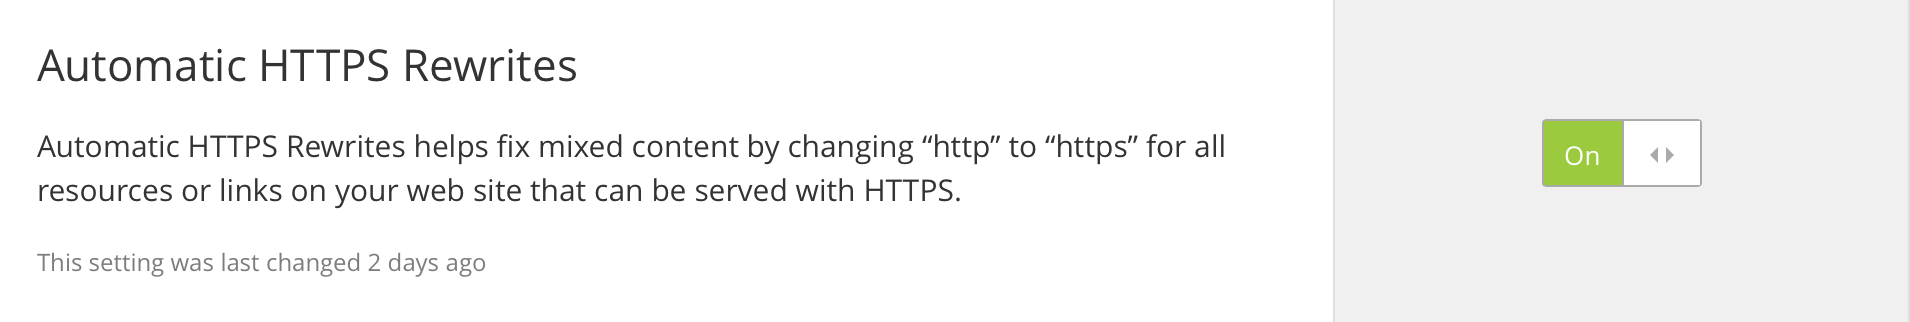 Automatic HTTPS Rewrites
Automatic HTTPS Rewrites helps fix mixed content by changing “http” to “https” for all
resources or links on your web site that can be served with HTTPS.
On
This setting was last changed 2 days ago